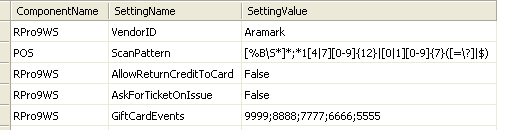 ComponentName SettingName SettingValue
RPro9WS VendorID Aramark
POS ScanPattern [%B\S*]*;*1[4|7][0-9]{12}|[0|1][0-9]{7}([=\?]|$)
RPro9WS AllowReturnCreditToCard False
RPro9WS AskForTicketOnIssue False
RPro9WS GiftCardEvents 9999;8888;7777;6666;5555